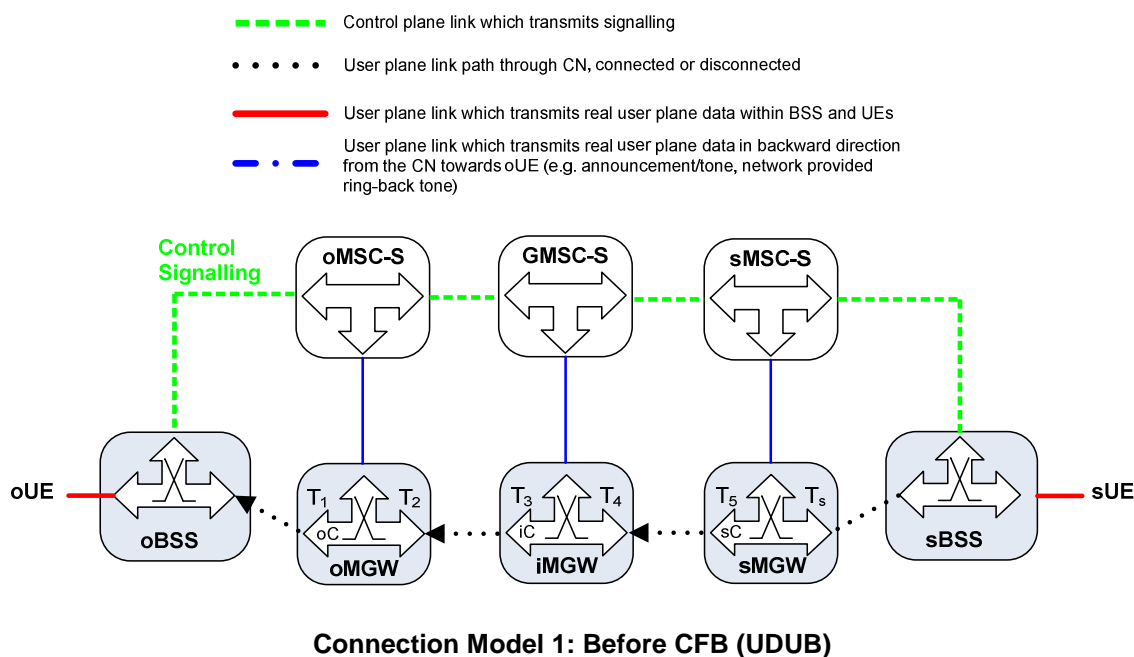 Control plane link which transmits signalling
User plane link path through CN, connected or disconnected
User plane link which transmits real user plane data within BSS and UEs
User plane link which transmits real user plane data in backward direction
from the CN towards oUE (e.g. announcement/tone, network provided
ring-back tone)
Control
Signalling
oMSC-S
GMSC-S
sMSC-S
oUE
oBSS
T1
T2
oC
oMGW
T3
T4
iC
iMGW
T5
Ts
sC
sMGW
sBSS
sUE
Connection Model 1: Before CFB (UDUB)